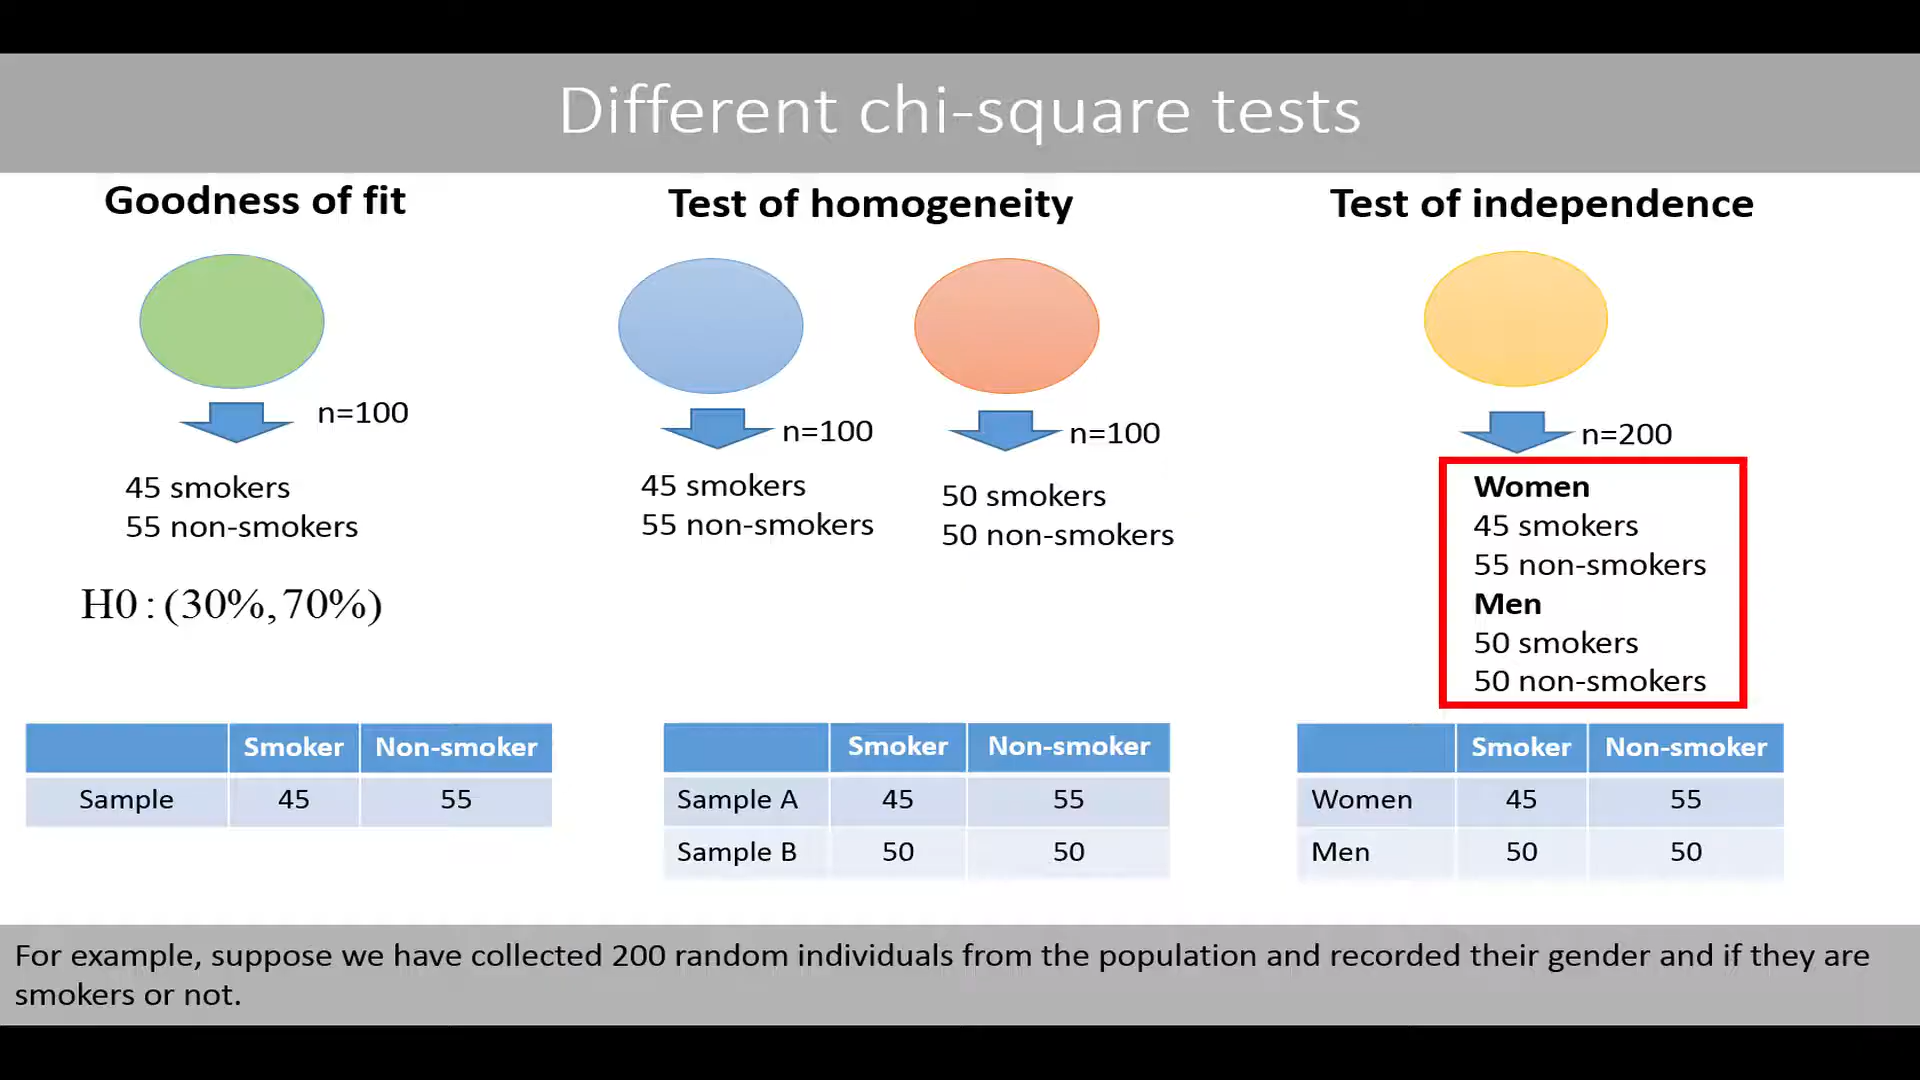 Different chi-square tests
Goodness of fit
n=100
45 smokers
55 non-smokers
H0 : (30%, 70%)
Smoker Non-smoker
Sample 45 55
Test of homogeneity
n=100
n=100
45 smokers
55 non-smokers
50 smokers
50 non-smokers
Smoker Non-smoker
Sample A 45 55
Sample B 50 50
Test of independence
n=200
Women
45 smokers
55 non-smokers
Men
50 smokers
50 non-smokers
Smoker Non-smoker
Women 45 55
Men 50 50
For example, suppose we have collected 200 random individuals from the population and recorded their gender and if they are
smokers or not.